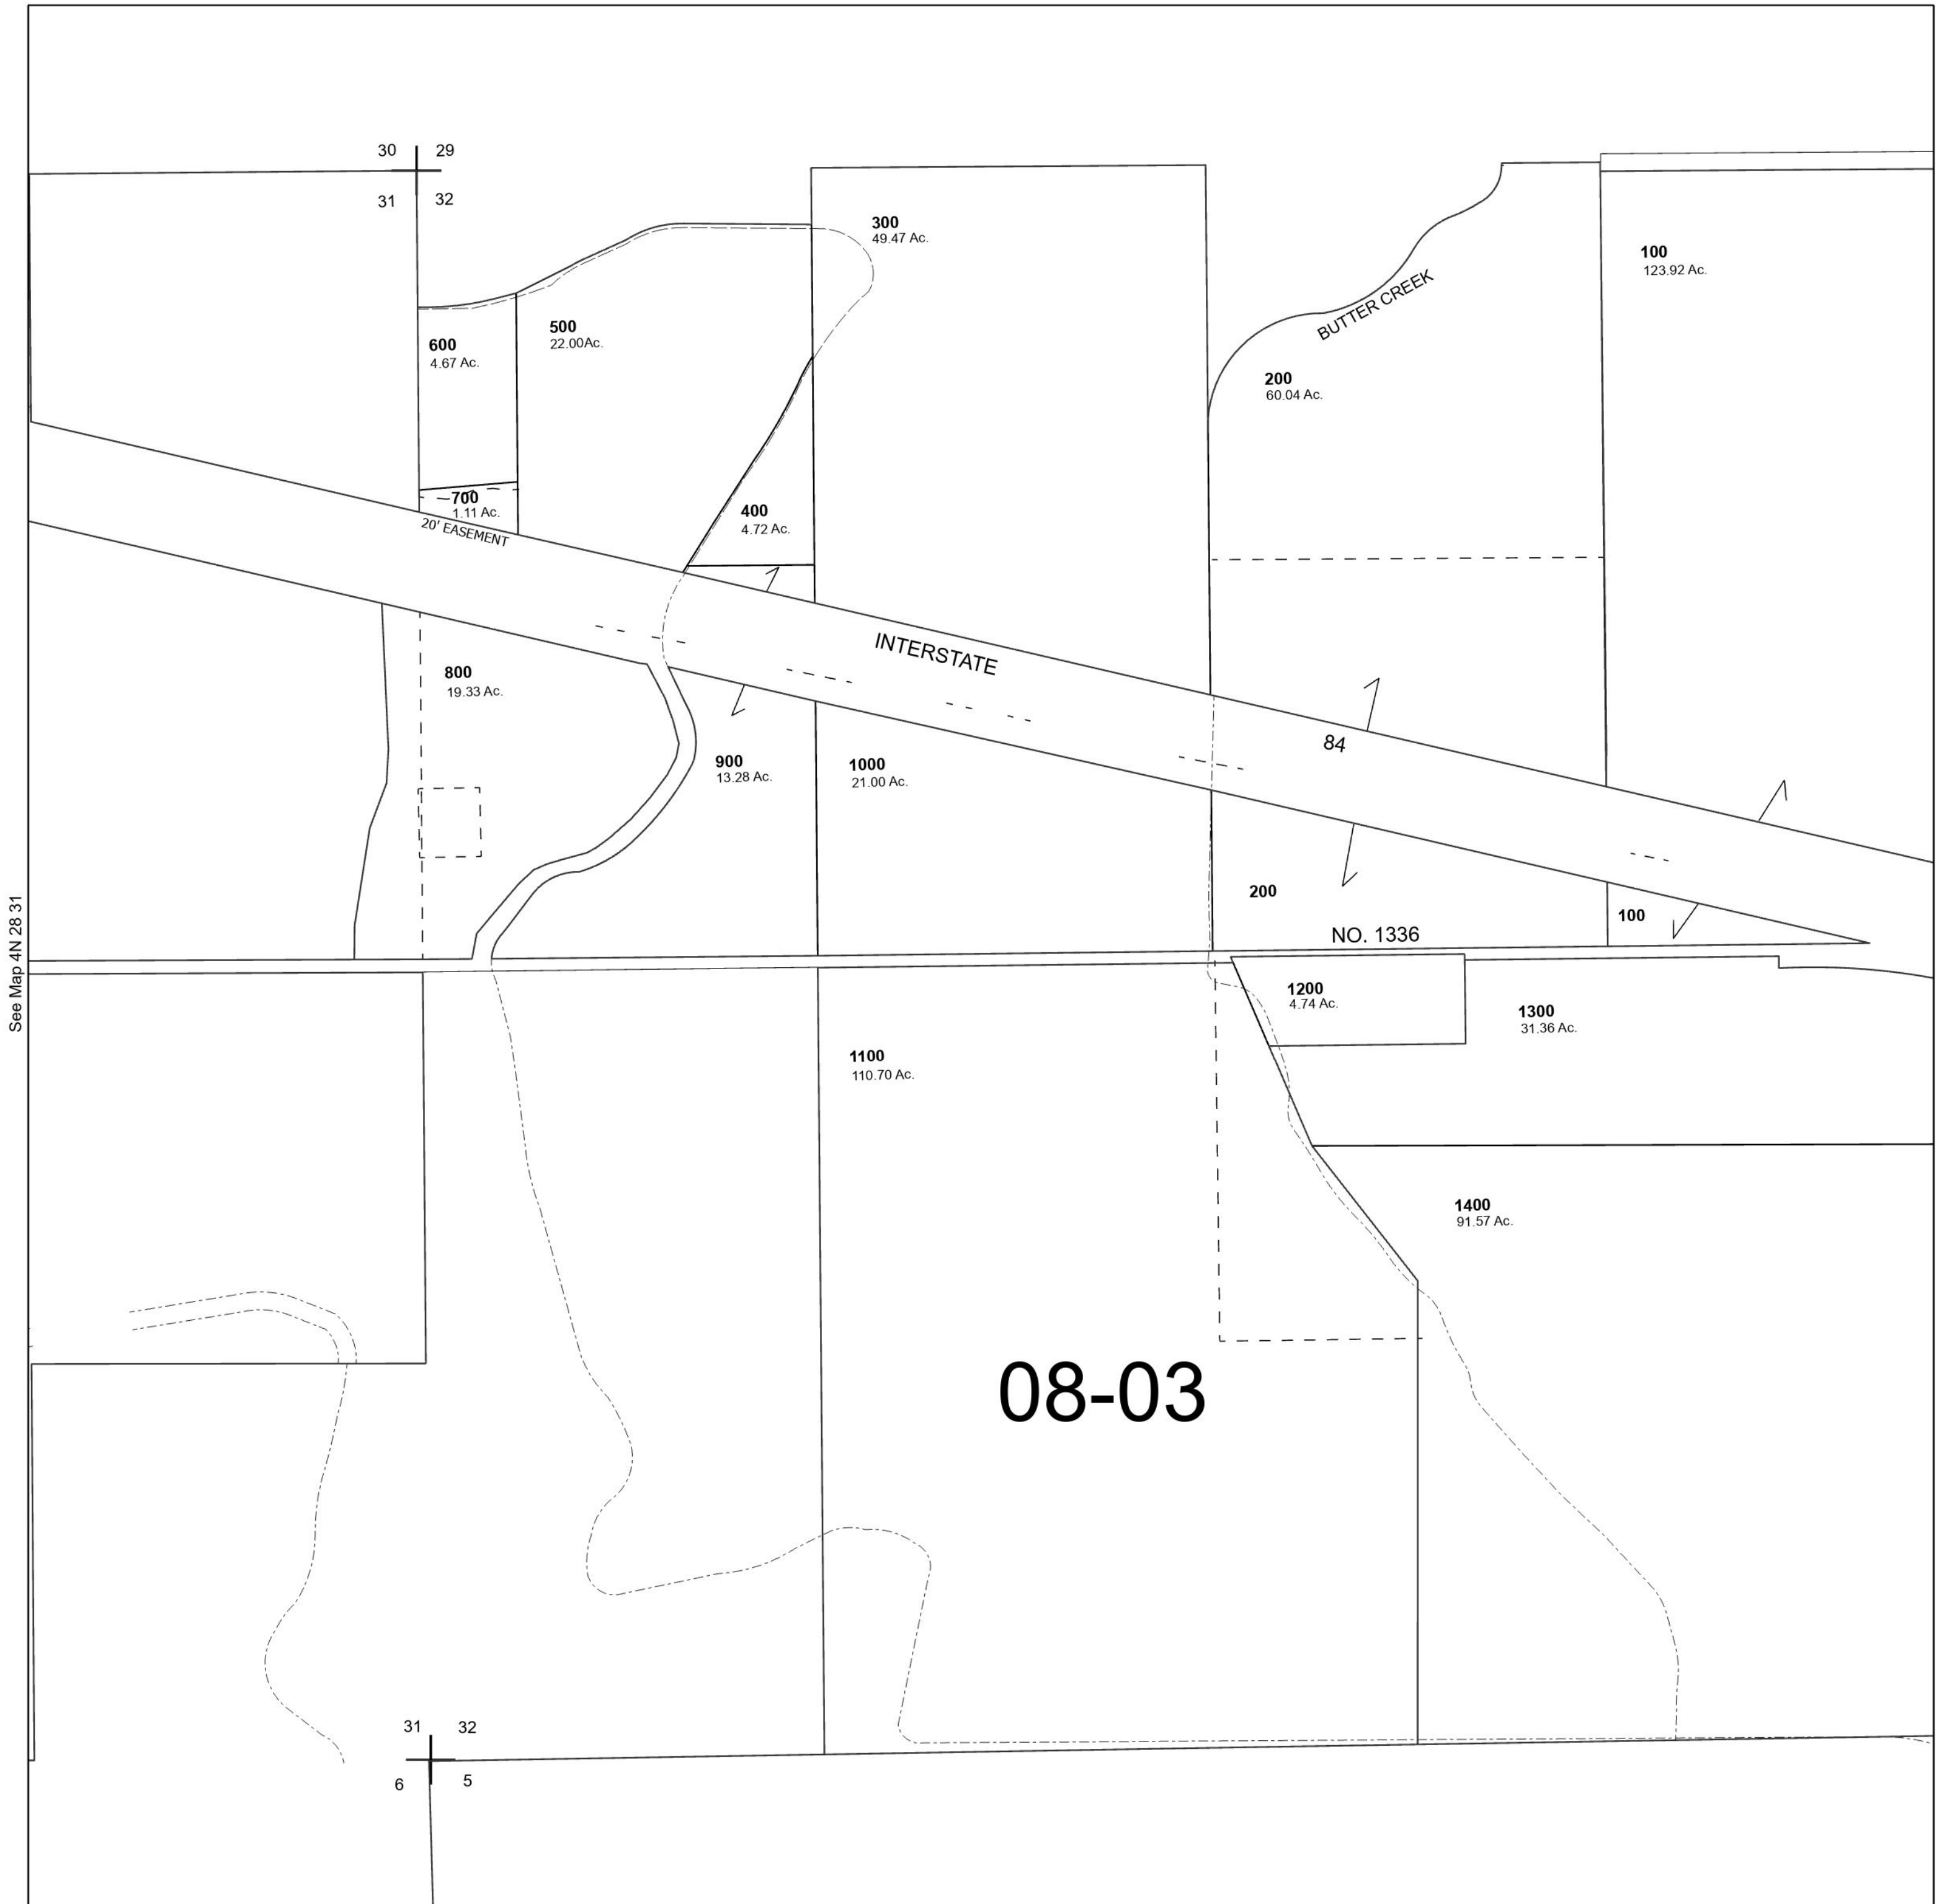 30 29
31 32
300
49.47 Ac.
100
123.92 Ac.
BUTTER CREEK
500
22.00Ac.
600
4.67 Ac.
200
60.04 Ac.
700
1.11 Ac.
20' EASEMENT
400
4.72 Ac.
INTERSTATE
84
800
19.33 Ac.
900
13.28 Ac.
1000
21.00 Ac.
200
100
NO. 1336
See Map 4N 28 31
1200
4.74 Ac.
1300
31.36 Ac.
1100
110.70 Ac.
1400
91.57 Ac.
08-03
31 32
6 5